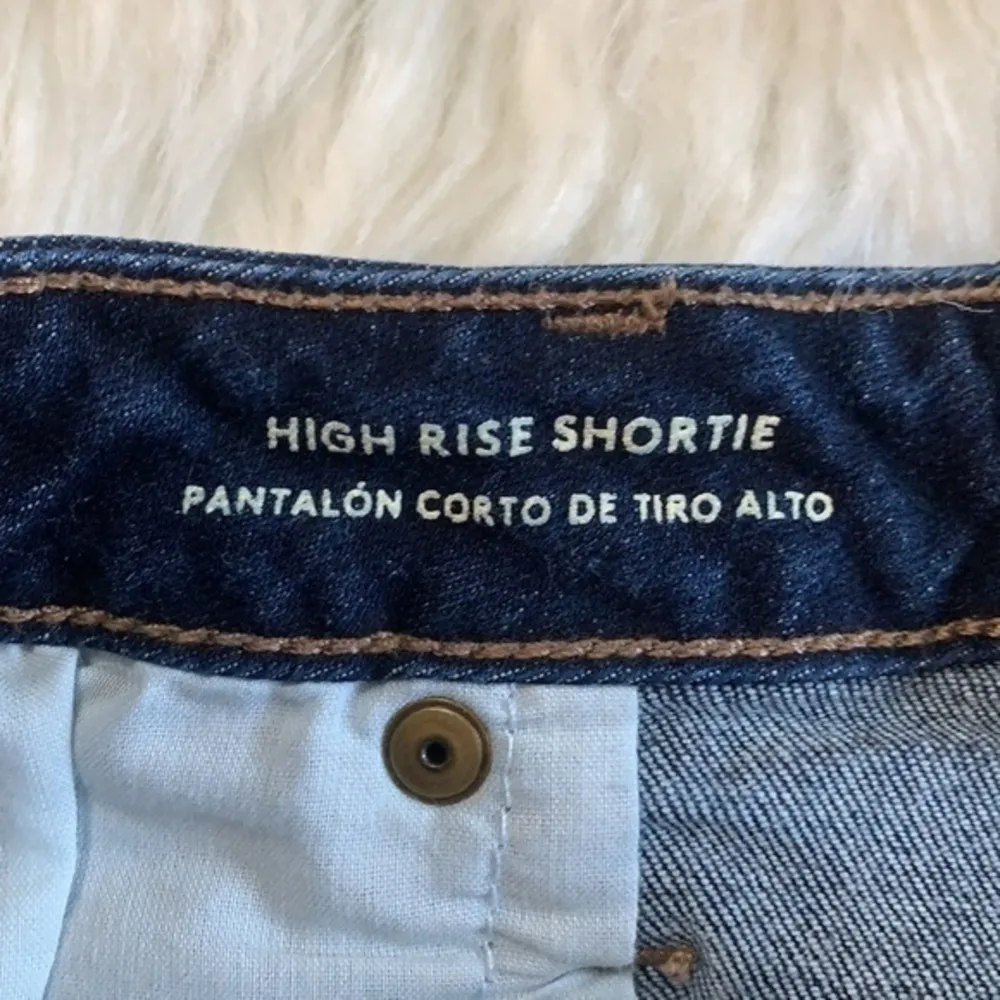 HIGH RISE SHORTIE
PANTALÓN CORTO DE TIRO ALTO